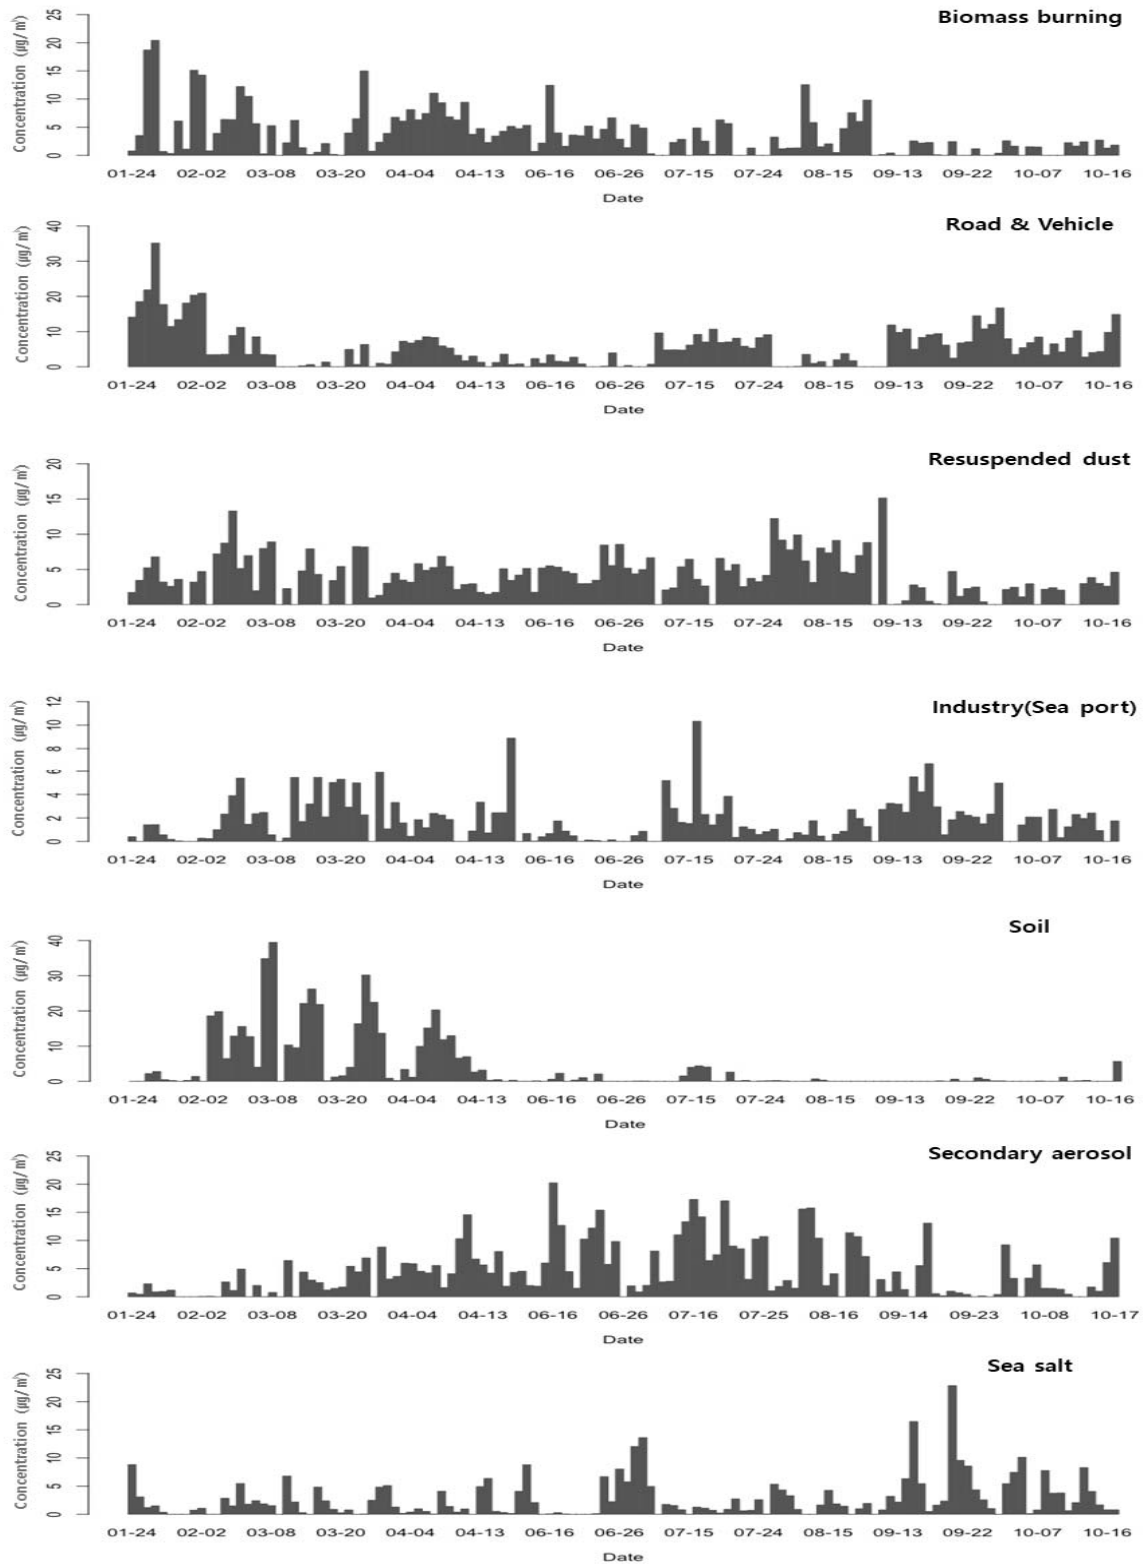 Biomass burning
Concentration (㎍/㎥)
0 5 10 15 20 25
01-24 02-02 03-08 03-20 04-04 04-13 06-16 06-26 07-15 07-24 08-15 09-13 09-22 10-07 10-16
Date
Road & Vehicle
Concentration (㎍/㎥)
0 10 20 30 40
01-24 02-02 03-08 03-20 04-04 04-13 06-16 06-26 07-15 07-24 08-15 09-13 09-22 10-07 10-16
Date
Resuspended dust
Concentration (㎍/㎥)
0 5 10 15 20
01-24 02-02 03-08 03-20 04-04 04-13 06-16 06-26 07-15 07-24 08-15 09-13 09-22 10-07 10-16
Date
Industry(Sea port)
Concentration (㎍/㎥)
0 2 4 6 8 10 12
01-24 02-02 03-08 03-20 04-04 04-13 06-16 06-26 07-15 07-24 08-15 09-13 09-22 10-07 10-16
Date
Soil
Concentration (㎍/㎥)
0 10 20 30 40
01-24 02-02 03-08 03-20 04-04 04-13 06-16 06-26 07-15 07-24 08-15 09-13 09-22 10-07 10-16
Date
Secondary aerosol
Concentration (㎍/㎥)
0 5 10 15 20 25
01-24 02-02 03-08 03-20 04-04 04-13 06-16 06-26 07-16 07-25 08-16 09-14 09-23 10-08 10-17
Date
Sea salt
Concentration (㎍/㎥)
0 5 10 15 20 25
01-24 02-02 03-08 03-20 04-04 04-13 06-16 06-26 07-15 07-24 08-15 09-13 09-22 10-07 10-16
Date